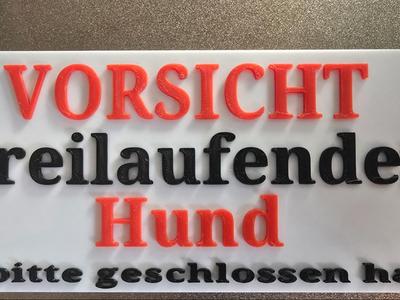 VORSICHT
reilaufende
Hund
bitte geschlossen ha